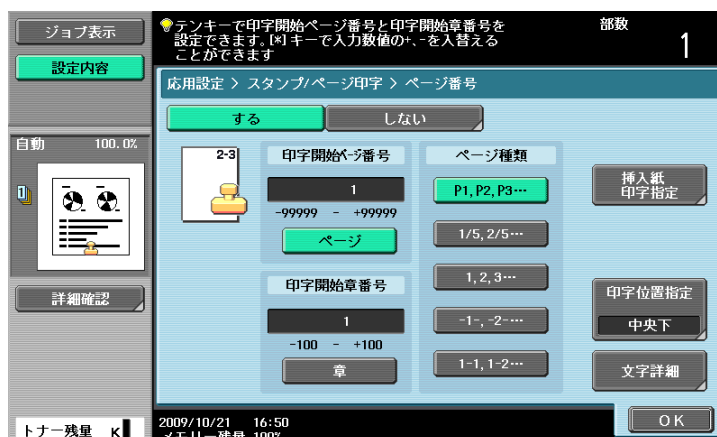 ジョブ表示
設定内容
テンキーで印字開始ページ番号と印字開始章番号を
設定できます。[*]キーで入力数値の+、-を入替える
ことができます
部数
1
応用設定 > スタンプ/ページ印字 > ページ番号
する
しない
自動 100.0%
1
詳細確認
2-3
印字開始ページ番号
1
-99999 - +99999
ページ
印字開始章番号
1
-100 - +100
章
ページ種類
P1,P2,P3…
1/5,2/5…
1,2,3…
-1-,-2-…
1-1,1-2…
挿入紙
印字指定
印字位置指定
中央下
文字詳細
トナー残量 K
2009/10/21 16:50
メモリー残量 100%
OK